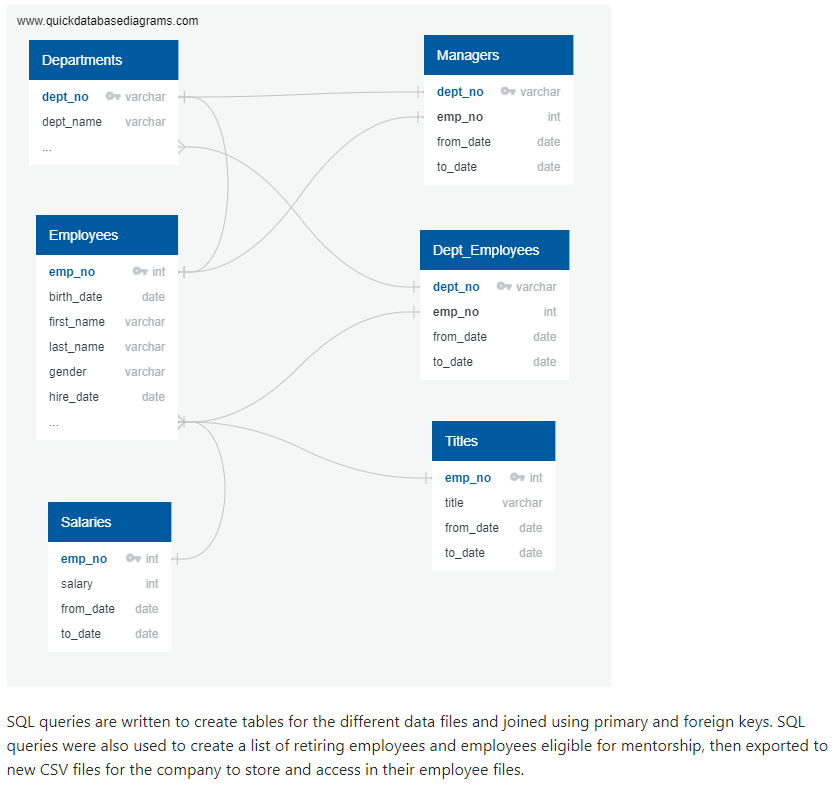 www.quickdatabasediagrams.com
Departments
dept_no varchar
dept_name varchar
...
Managers
dept_no varchar
emp_no int
from_date date
to_date date
Employees
emp_no int
birth_date date
first_name varchar
last_name varchar
gender varchar
hire_date date
...
Dept_Employees
dept_no varchar
emp_no int
from_date date
to_date date
Titles
emp_no int
title varchar
from_date date
to_date date
Salaries
emp_no int
salary int
from_date date
to_date date
SQL queries are written to create tables for the different data files and joined using primary and foreign keys. SQL
queries were also used to create a list of retiring employees and employees eligible for mentorship, then exported to
new CSV files for the company to store and access in their employee files.